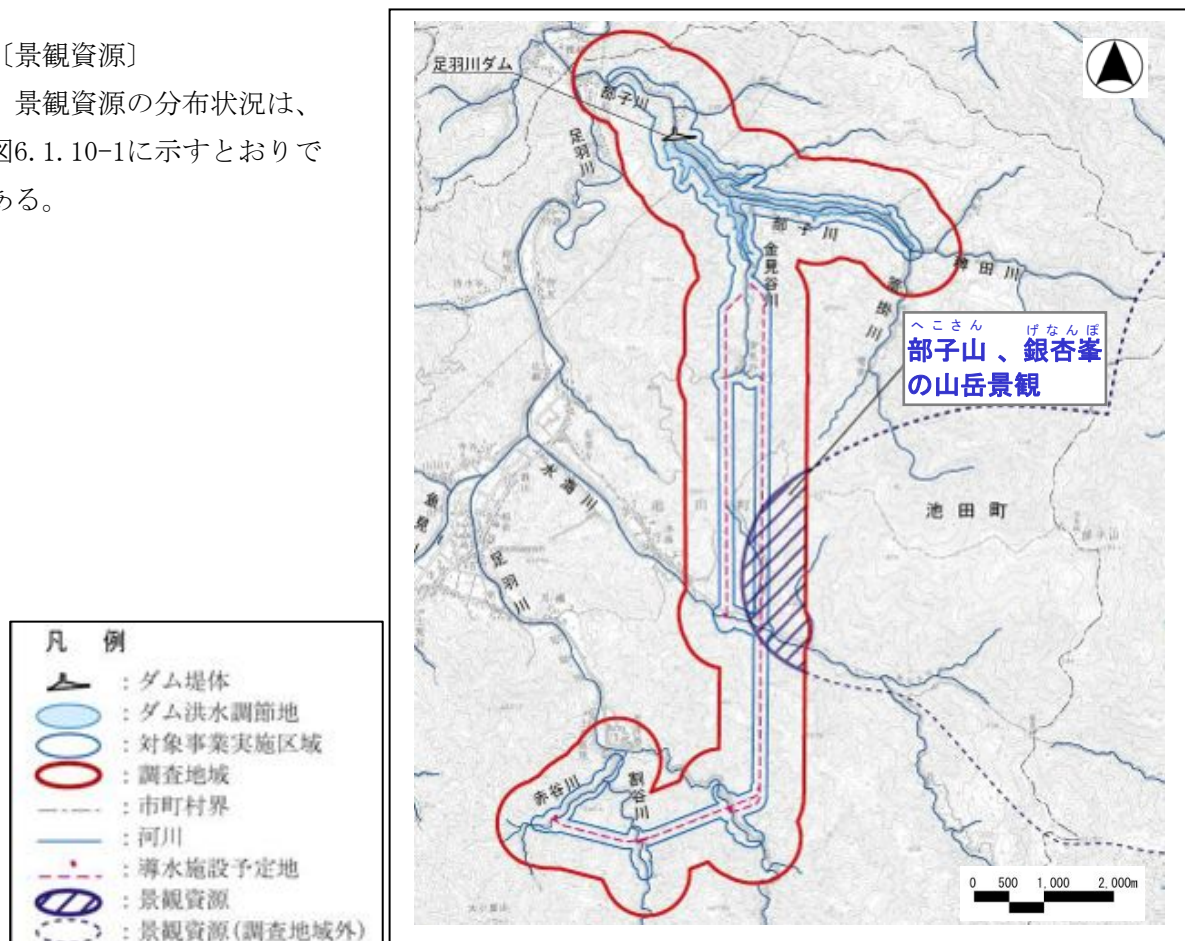 〔景観資源〕
景観資源の分布状況は、
図6.1.10-1に示すとおりで
ある。
足羽川ダム
部子川
足羽川
部子川
金見谷川
割谷川
赤谷川
水海川
足羽川
池田町
へこさん げなんぽ
部子山 、銀杏峯
の山岳景観
0 500 1,000 2,000m
凡 例
：ダム堤体
：ダム洪水調節地
：対象事業実施区域
：調査地域
：市町村界
：河川
：導水施設予定地
：景観資源
：景観資源(調査地域外)